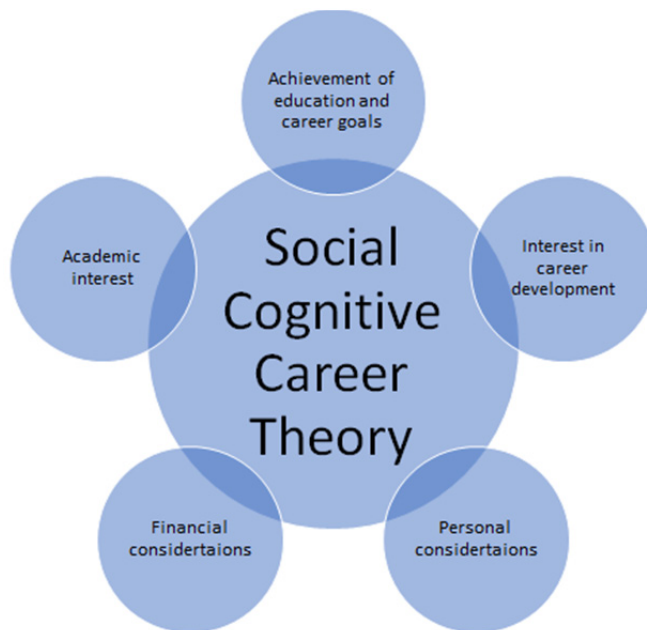 Achievement of
education and
career goals
Academic
interest
Social
Cognitive
Career
Theory
Interest in
career
development
Financial
considertaions
Personal
considertaions